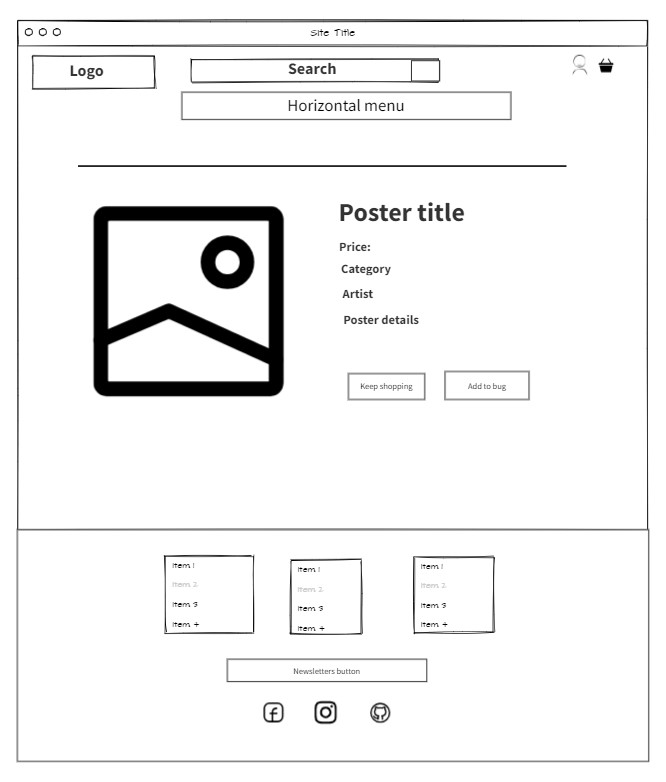 Site Title
Logo
Search
Horizontal menu
Poster title
Price:
Category
Artist
Poster details
Keep shopping
Add to bug
Item 1
Item 2
Item 3
Item 4
Item 1
Item 2
Item 3
Item 4
Item 1
Item 2
Item 3
Item 4
Newsletters button